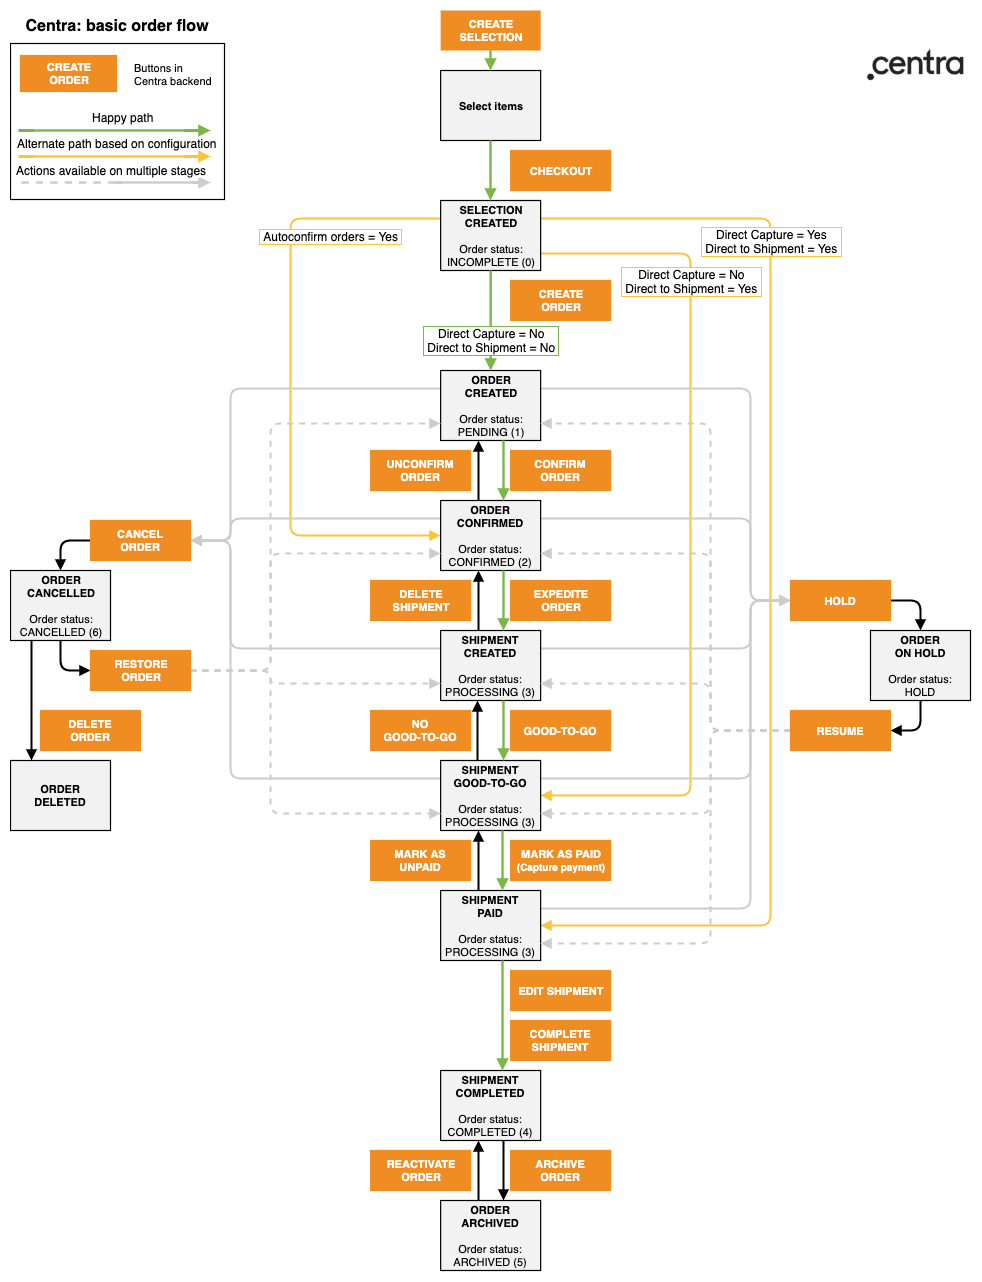 Centra: basic order flow
CREATE
ORDER
Buttons in
Centra backend
Happy path
Alternate path based on configuration
Actions available on multiple stages
centra
CREATE
SELECTION
Select items
CHECKOUT
SELECTION
CREATED
Order status:
INCOMPLETE (0)
Autoconfirm orders = Yes
Direct Capture = Yes
Direct to Shipment = Yes
Direct Capture = No
Direct to Shipment = Yes
CREATE
ORDER
Direct Capture = No
Direct to Shipment = No
ORDER
CREATED
Order status:
PENDING (1)
UNCONFIRM
ORDER
CONFIRM
ORDER
ORDER
CONFIRMED
Order status:
CONFIRMED (2)
CANCEL
ORDER
ORDER
CANCELLED
Order status:
CANCELLED (6)
DELETE
SHIPMENT
EXPEDITE
ORDER
HOLD
SHIPMENT
CREATED
Order status:
PROCESSING (3)
ORDER
ON HOLD
Order status:
HOLD
RESTORE
ORDER
DELETE
ORDER
NO
GOOD-TO-GO
GOOD-TO-GO
RESUME
ORDER
DELETED
SHIPMENT
GOOD-TO-GO
Order status:
PROCESSING (3)
MARK AS
UNPAID
MARK AS PAID
(Capture payment)
SHIPMENT
PAID
Order status:
PROCESSING (3)
EDIT SHIPMENT
COMPLETE
SHIPMENT
SHIPMENT
COMPLETED
Order status:
COMPLETED (4)
REACTIVATE
ORDER
ARCHIVE
ORDER
ORDER
ARCHIVED
Order status:
ARCHIVED (5)